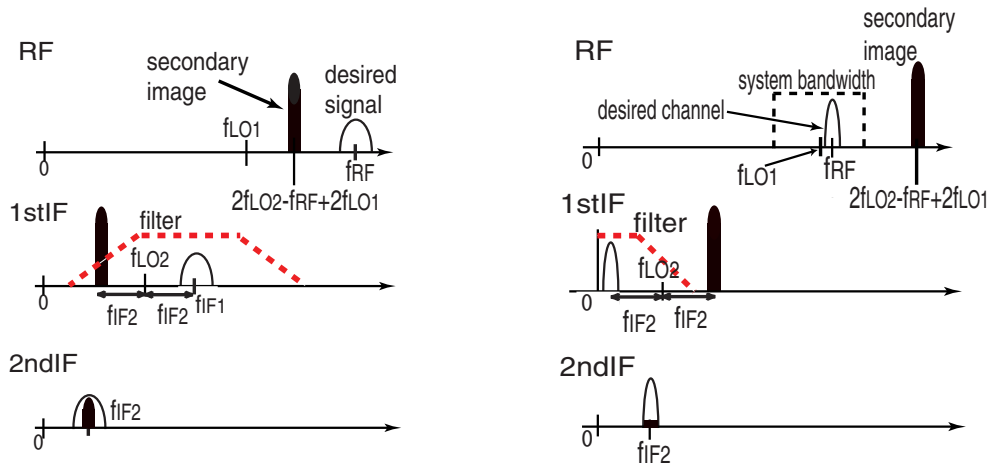 RF
secondary
image
desired
signal
fLO1
0
fRF
2fLO2-fRF+2fLO1
1stIF
filter
fLO2
0
fIF2
fIF2
fIF1
2ndIF
fIF2
0
RF
secondary
image
system bandwidth
desired channel
0
fLO1
fRF
2fLO2-fRF+2fLO1
1stIF
filter
fLO2
0
fIF2
fIF2
2ndIF
0
fIF2